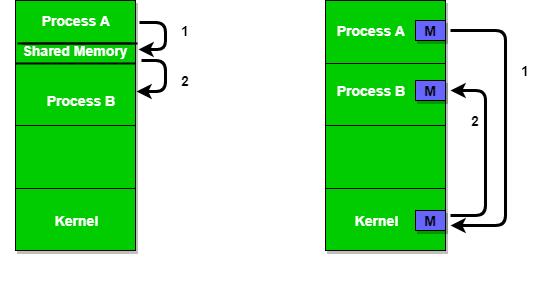 Process A
1
Shared Memory
2
Process B
Kernel
Process A M
1
Process B M
2
Kernel M